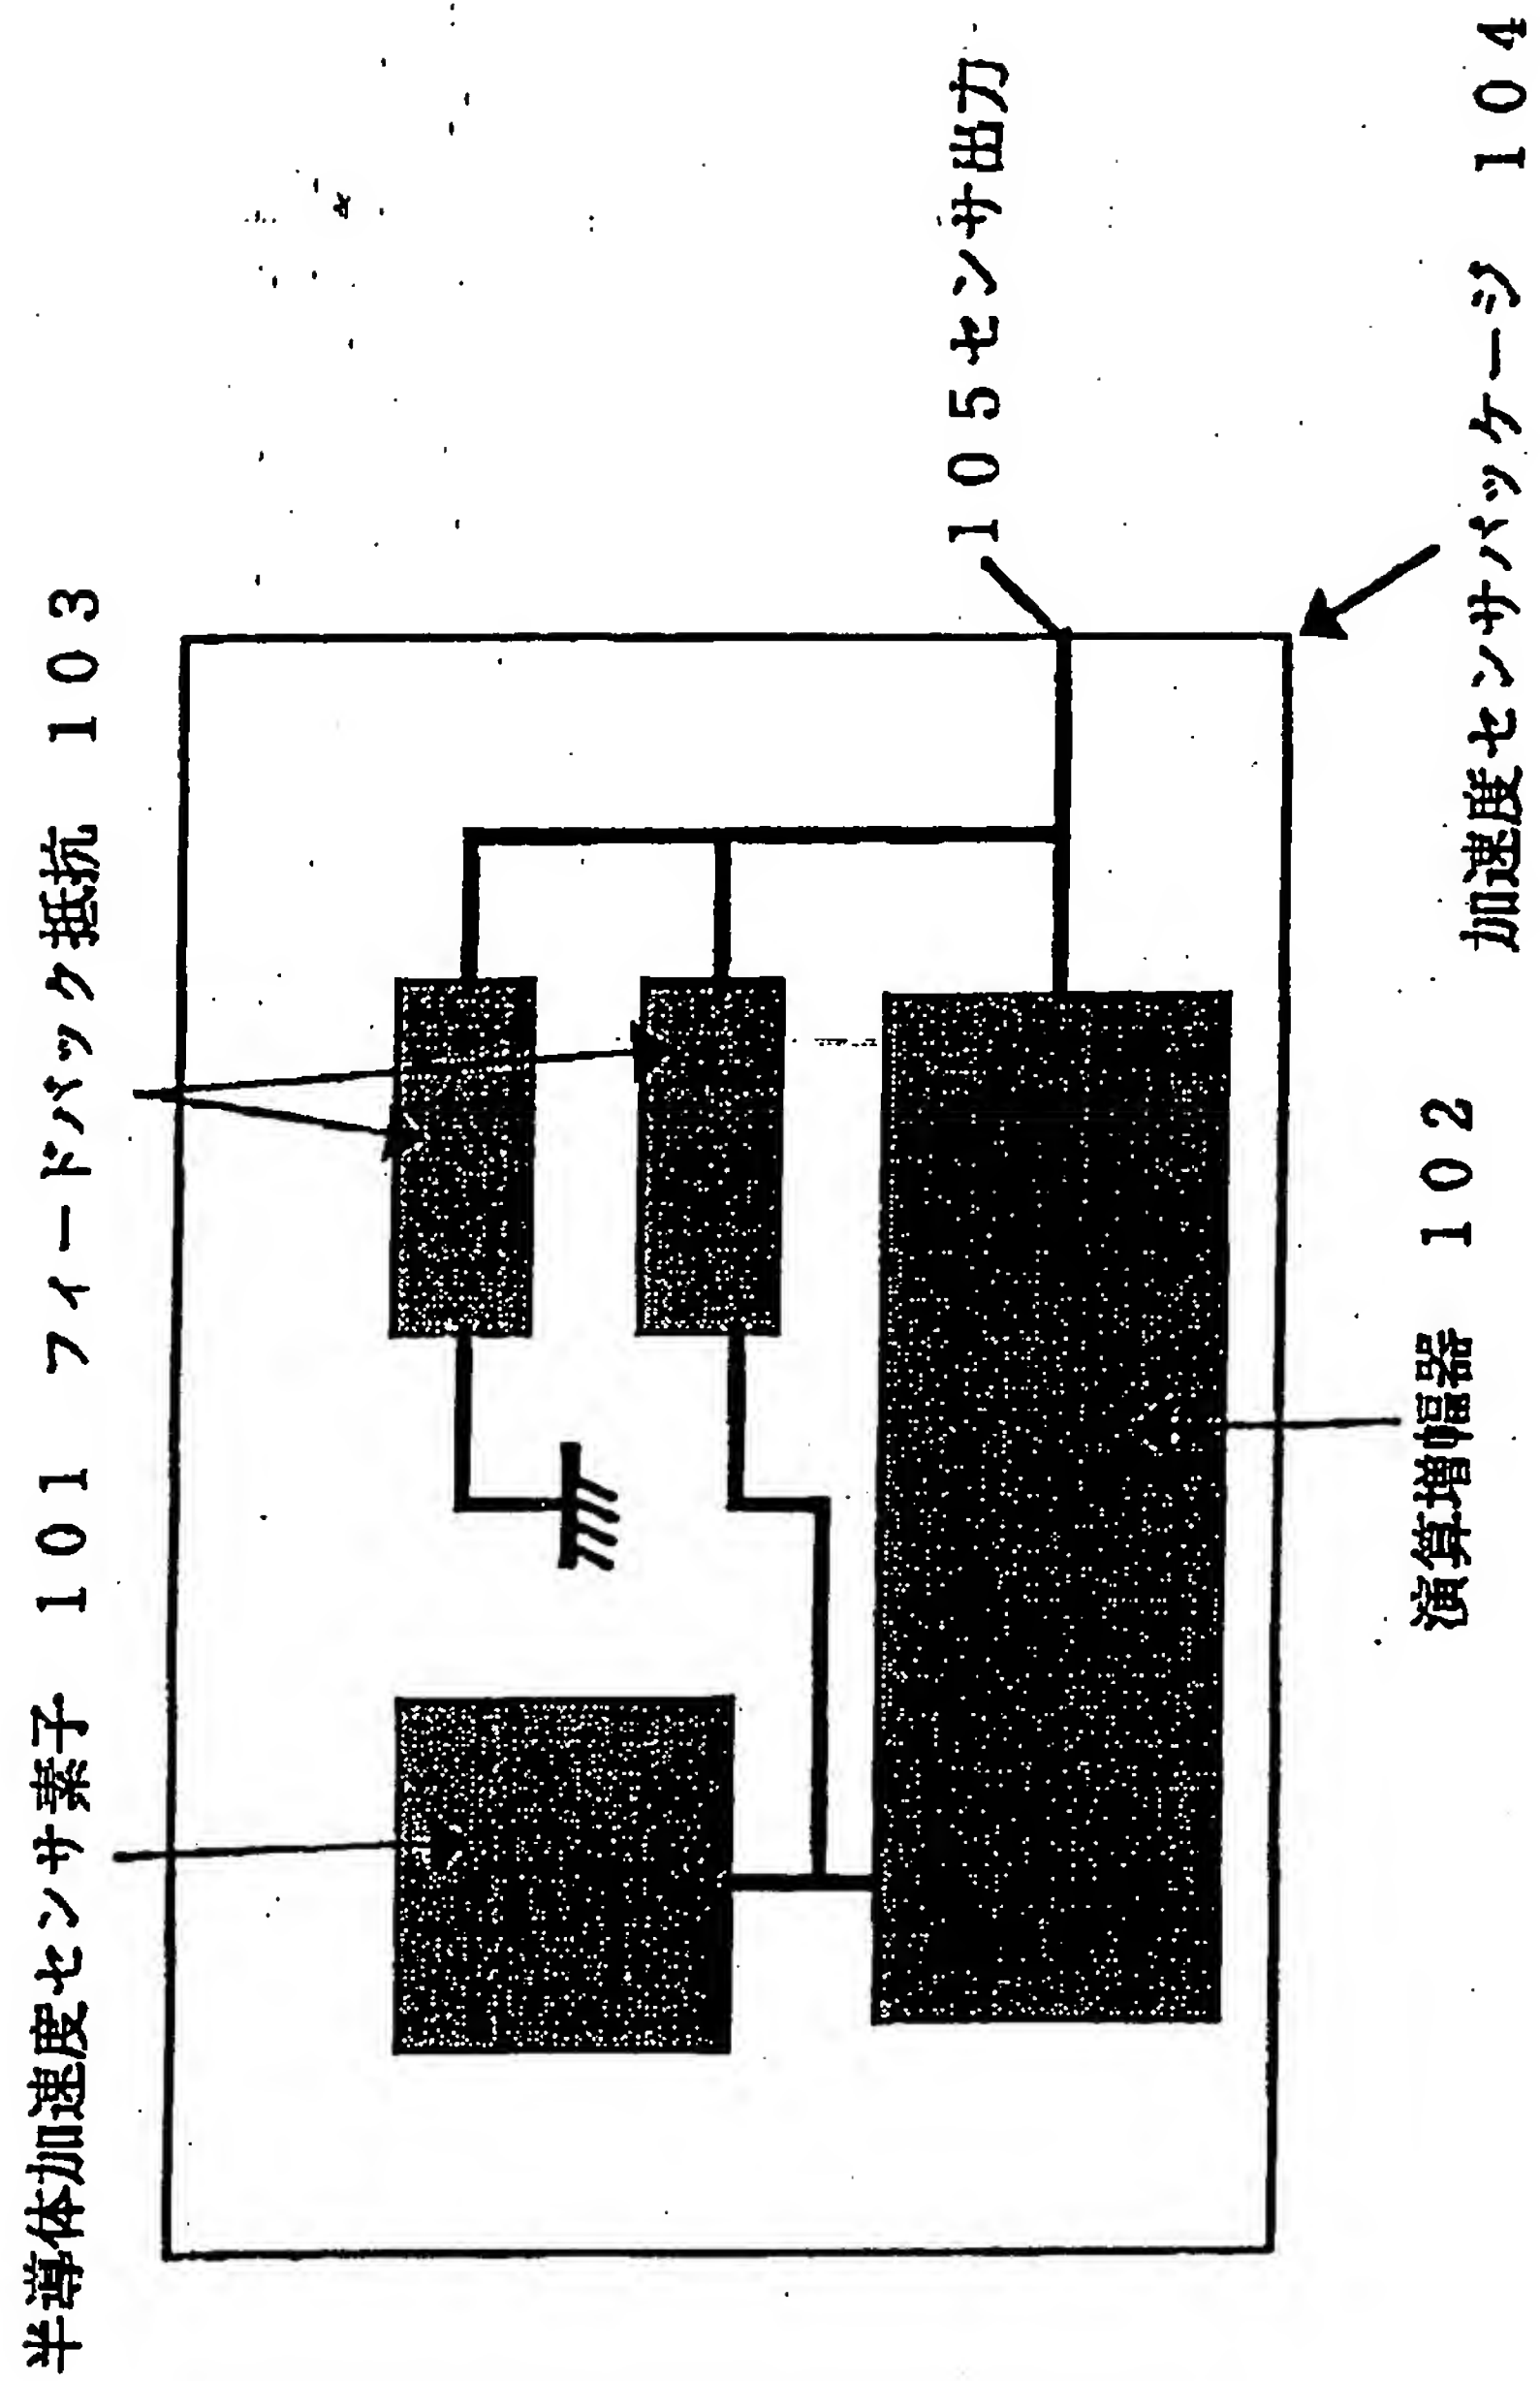 半導体加速度センサ素子 101
フィードバック抵抗 103
105センサ出力
演算増幅器 102
加速度センサパッケージ 104